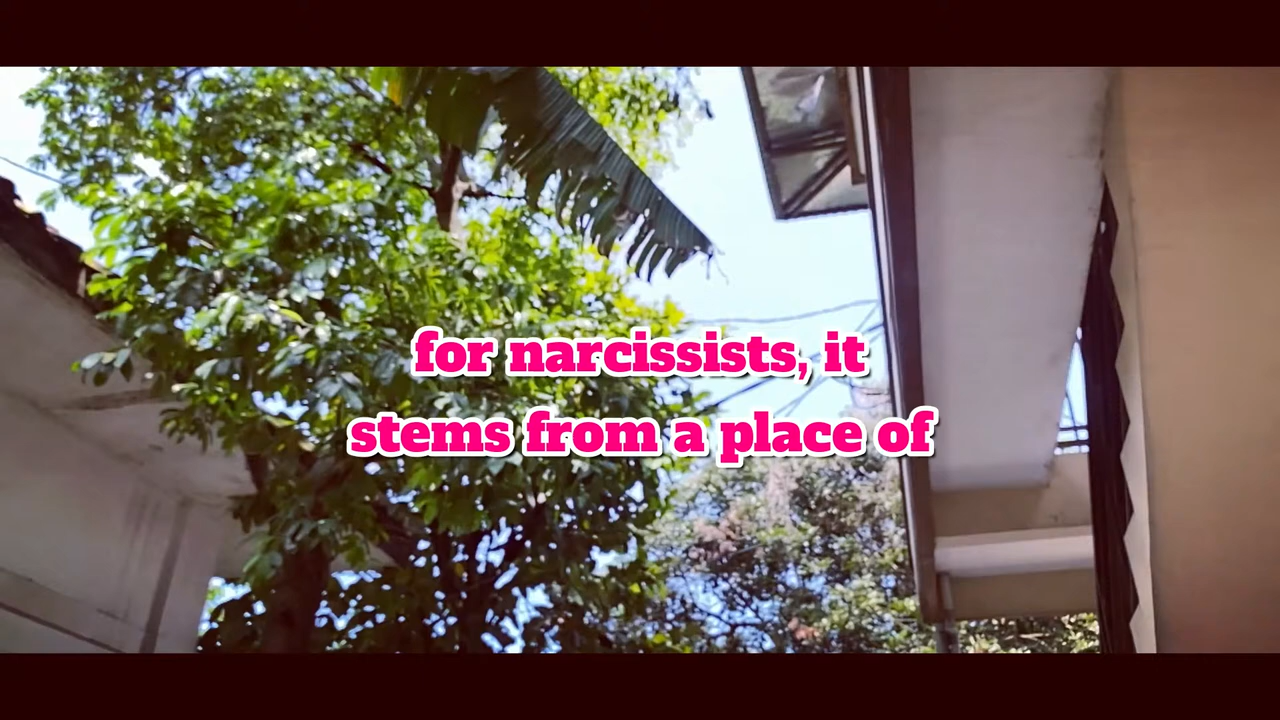 for narcissists, it
stems from a place of